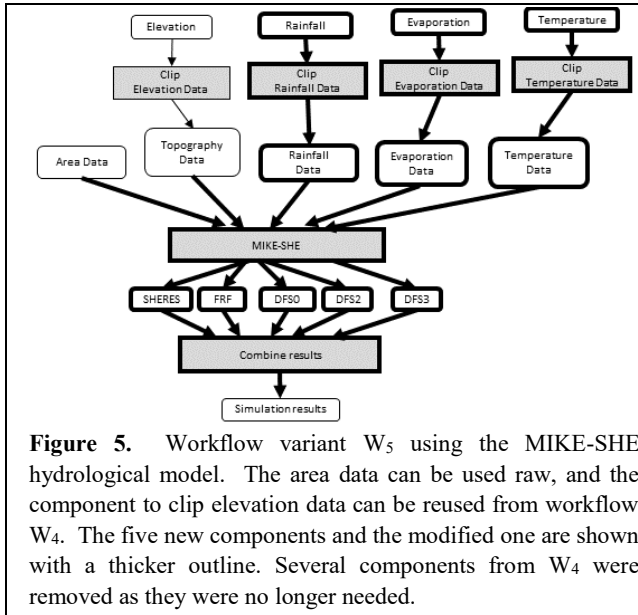 Elevation
Rainfall
Evaporation
Temperature
Clip
Elevation Data
Clip
Rainfall Data
Clip
Evaporation Data
Clip
Temperature Data
Area Data
Topography
Data
Rainfall
Data
Evaporation
Data
Temperature
Data
MIKE-SHE
SHERES
FRF
DFS0
DFS2
DFS3
Combine results
Simulation results
Figure 5. Workflow variant W5 using the MIKE-SHE
hydrological model. The area data can be used raw, and the
component to clip elevation data can be reused from workflow
W4. The five new components and the modified one are shown
with a thicker outline. Several components from W4 were
removed as they were no longer needed.